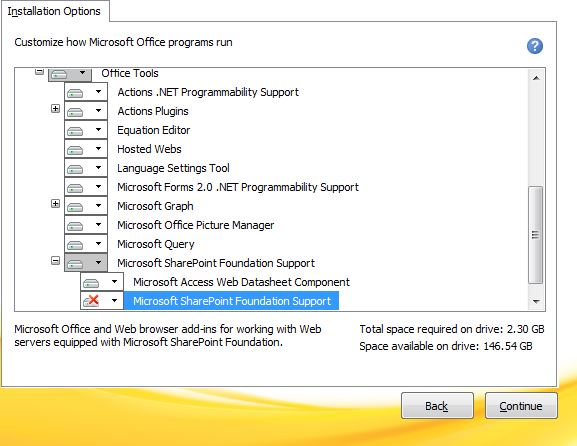 Installation Options
Customize how Microsoft Office programs run
?
Office Tools
Actions .NET Programmability Support
Actions Plugins
Equation Editor
Hosted Webs
Language Settings Tool
Microsoft Forms 2.0 .NET Programmability Support
Microsoft Graph
Microsoft Office Picture Manager
Microsoft Query
Microsoft SharePoint Foundation Support
Microsoft Access Web Datasheet Component
Microsoft SharePoint Foundation Support
Microsoft Office and Web browser add-ins for working with Web
servers equipped with Microsoft SharePoint Foundation.
Total space required on drive: 2.30 GB
Space available on drive: 146.54 GB
Back
Continue